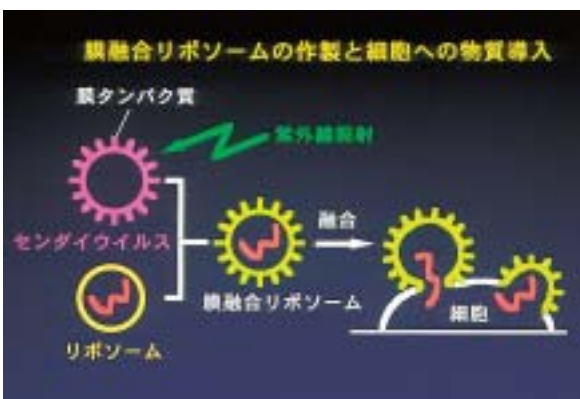 膜融合リポソームの作製と細胞への物質導入
膜タンパク質
紫外線照射
センダイウイルス
融合
膜融合リポソーム
細胞
リポソーム